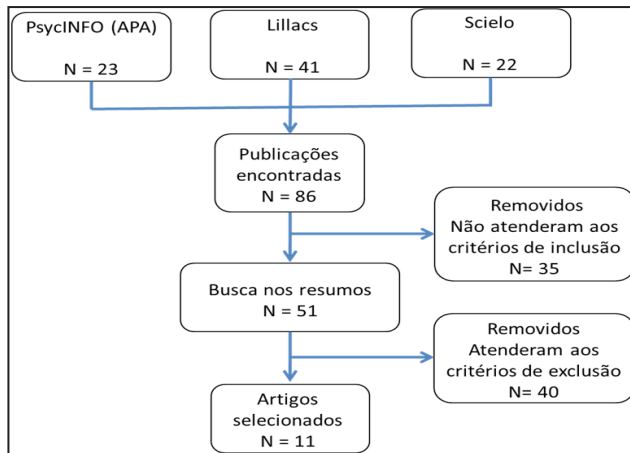 PsycINFO (APA)
N = 23
Lillacs
N = 41
Scielo
N = 22
Publicações
encontradas
N = 86
Removidos
Não atenderam aos
critérios de inclusão
N= 35
Busca nos resumos
N = 51
Removidos
Atenderam aos
critérios de exclusão
N= 40
Artigos
selecionados
N = 11